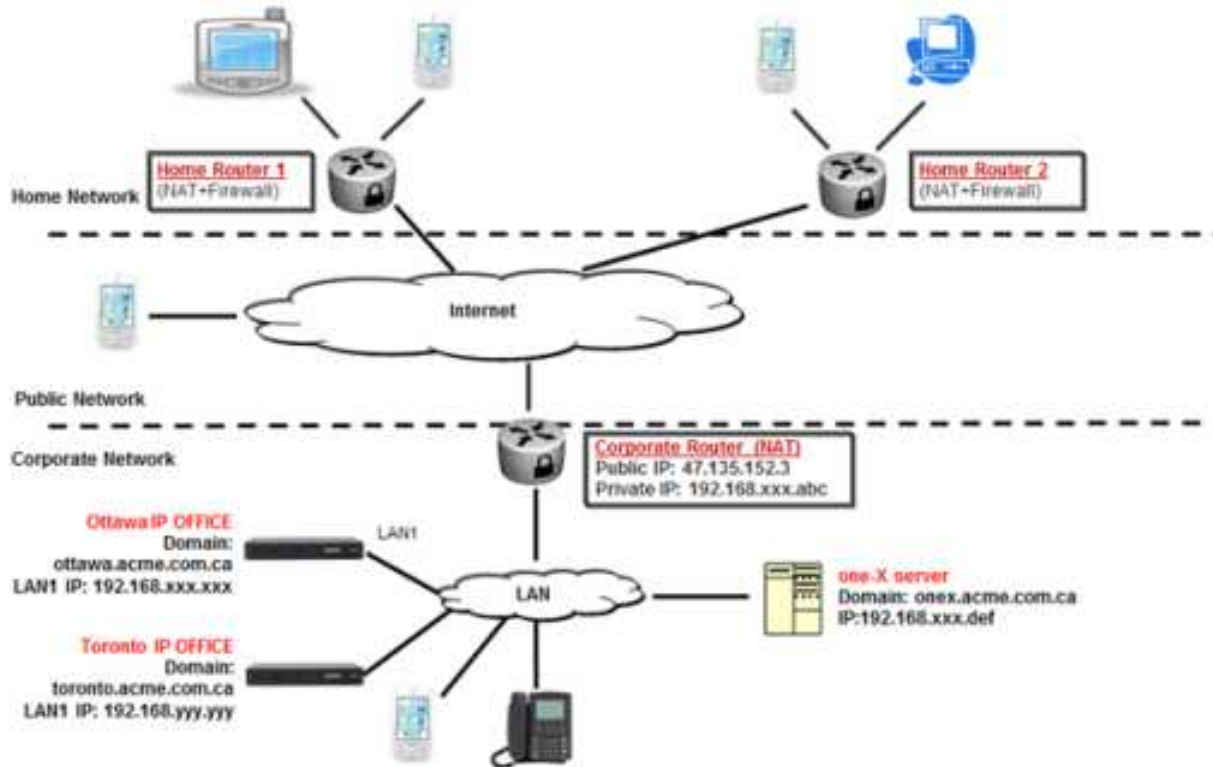 Home Router 1
(NAT+Firewall)
Home Router 2
(NAT+Firewall)
Home Network
Internet
Public Network
Corporate Network
Corporate Router (NAT)
Public IP: 47.135.152.3
Private IP: 192.168.xxx.abc
Ottawa IP OFFICE
Domain:
ottawa.acme.com.ca
LAN1 IP: 192.168.xxx.xxx
LAN1
LAN
one-X server
Domain: onex.acme.com.ca
IP:192.168.xxx.def
Toronto IP OFFICE
Domain:
toronto.acme.com.ca
LAN1 IP: 192.168.yyy.yyy